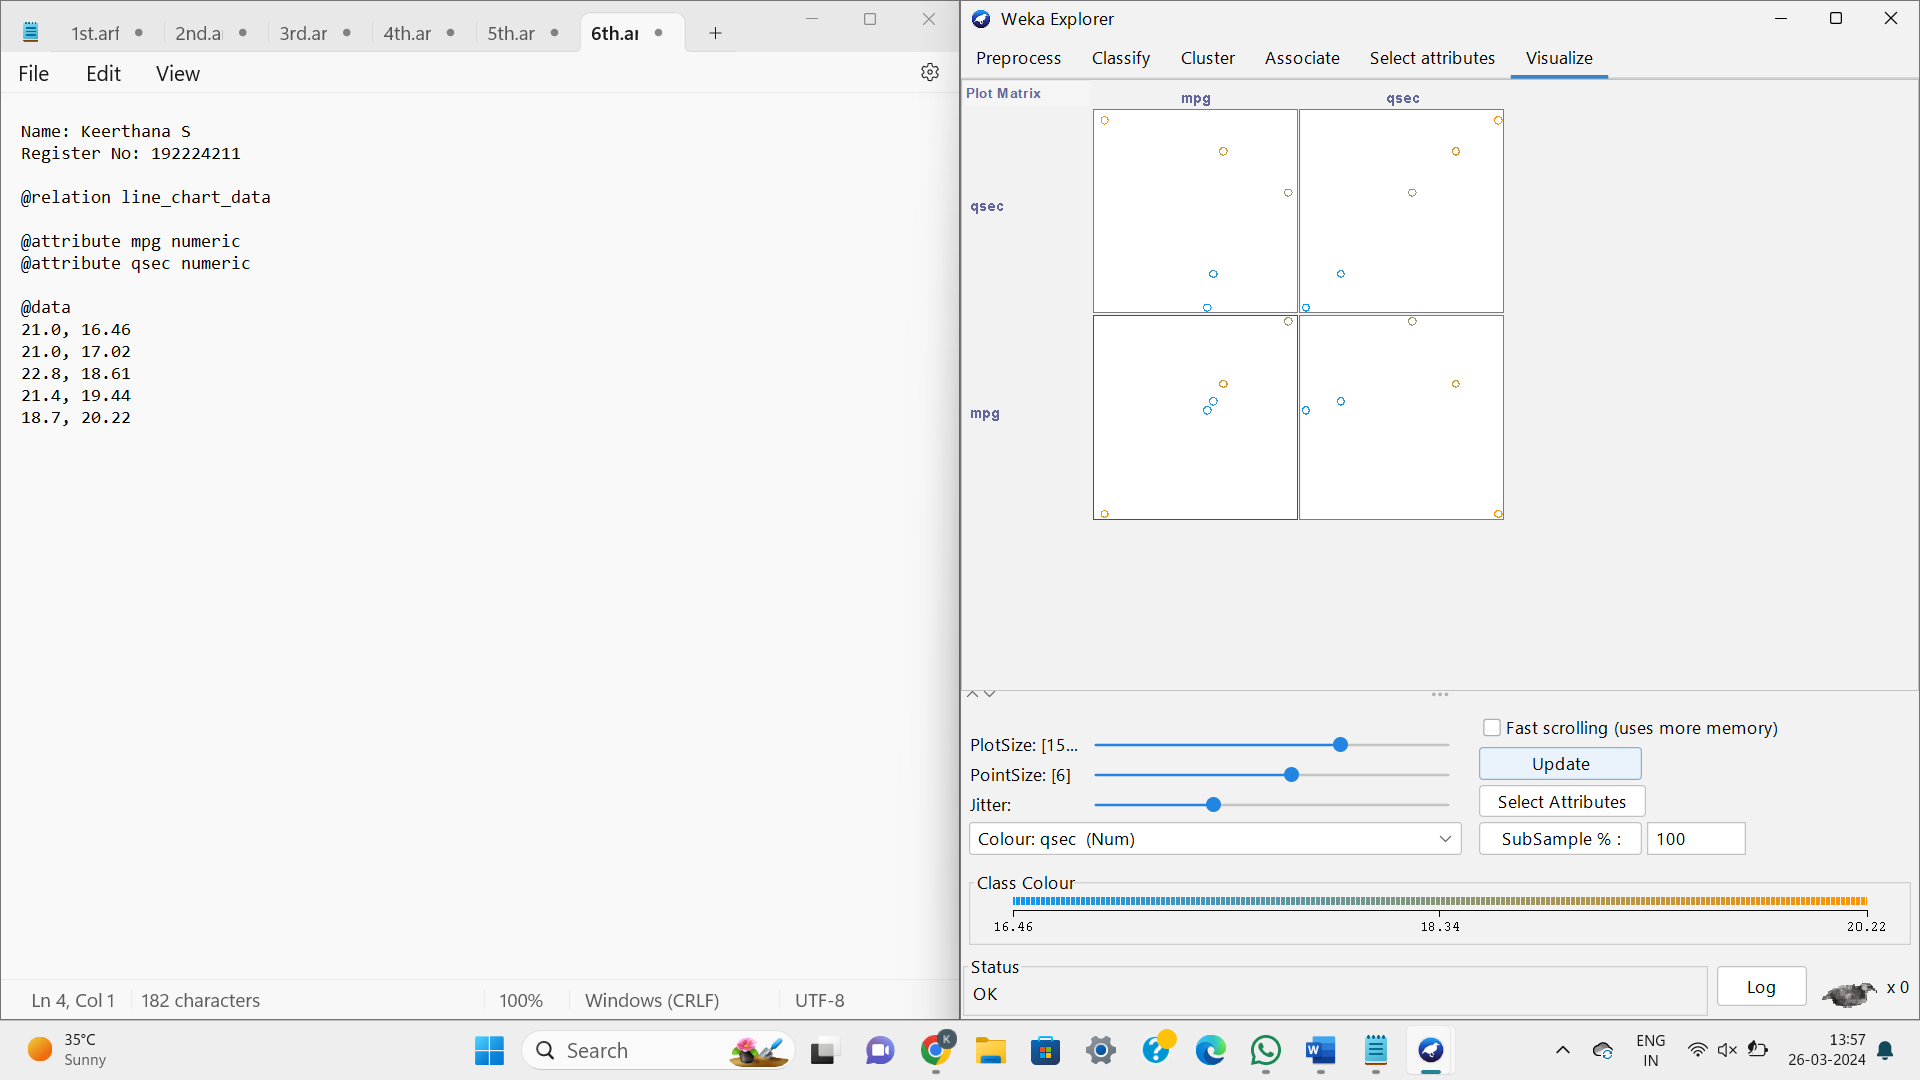 1st.arf
2nd.a
3rd.ar
4th.ar
5th.ar
6th.ar
File
Edit
View
Name: Keerthana S
Register No: 192224211
@relation line_chart_data
@attribute mpg numeric
@attribute qsec numeric
@data
21.0, 16.46
21.0, 17.02
22.8, 18.61
21.4, 19.44
18.7, 20.22
Ln 4, Col 1
182 characters
100%
Windows (CRLF)
UTF-8
Weka Explorer
Preprocess
Classify
Cluster
Associate
Select attributes
Visualize
Plot Matrix
mpg
qsec
qsec
mpg
PlotSize: [15...
PointSize: [6]
Jitter:
Colour: qsec (Num)
Fast scrolling (uses more memory)
Update
Select Attributes
SubSample % :
100
Class Colour
16.46
18.34
20.22
Status
OK
Log
x 0
35°C
Sunny
Search
K
W
ENG
IN
13:57
26-03-2024